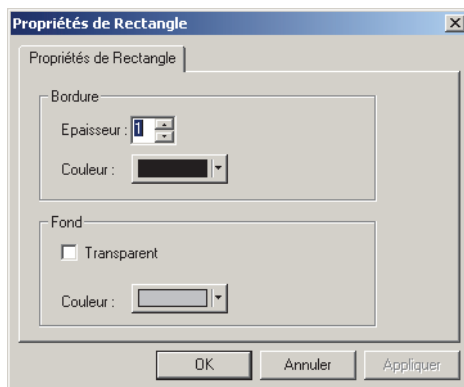 Propriétés de Rectangle
Propriétés de Rectangle
Bordure
Epaisseur : 1
Couleur :
Fond
Transparent
Couleur :
OK Annuler Appliquer